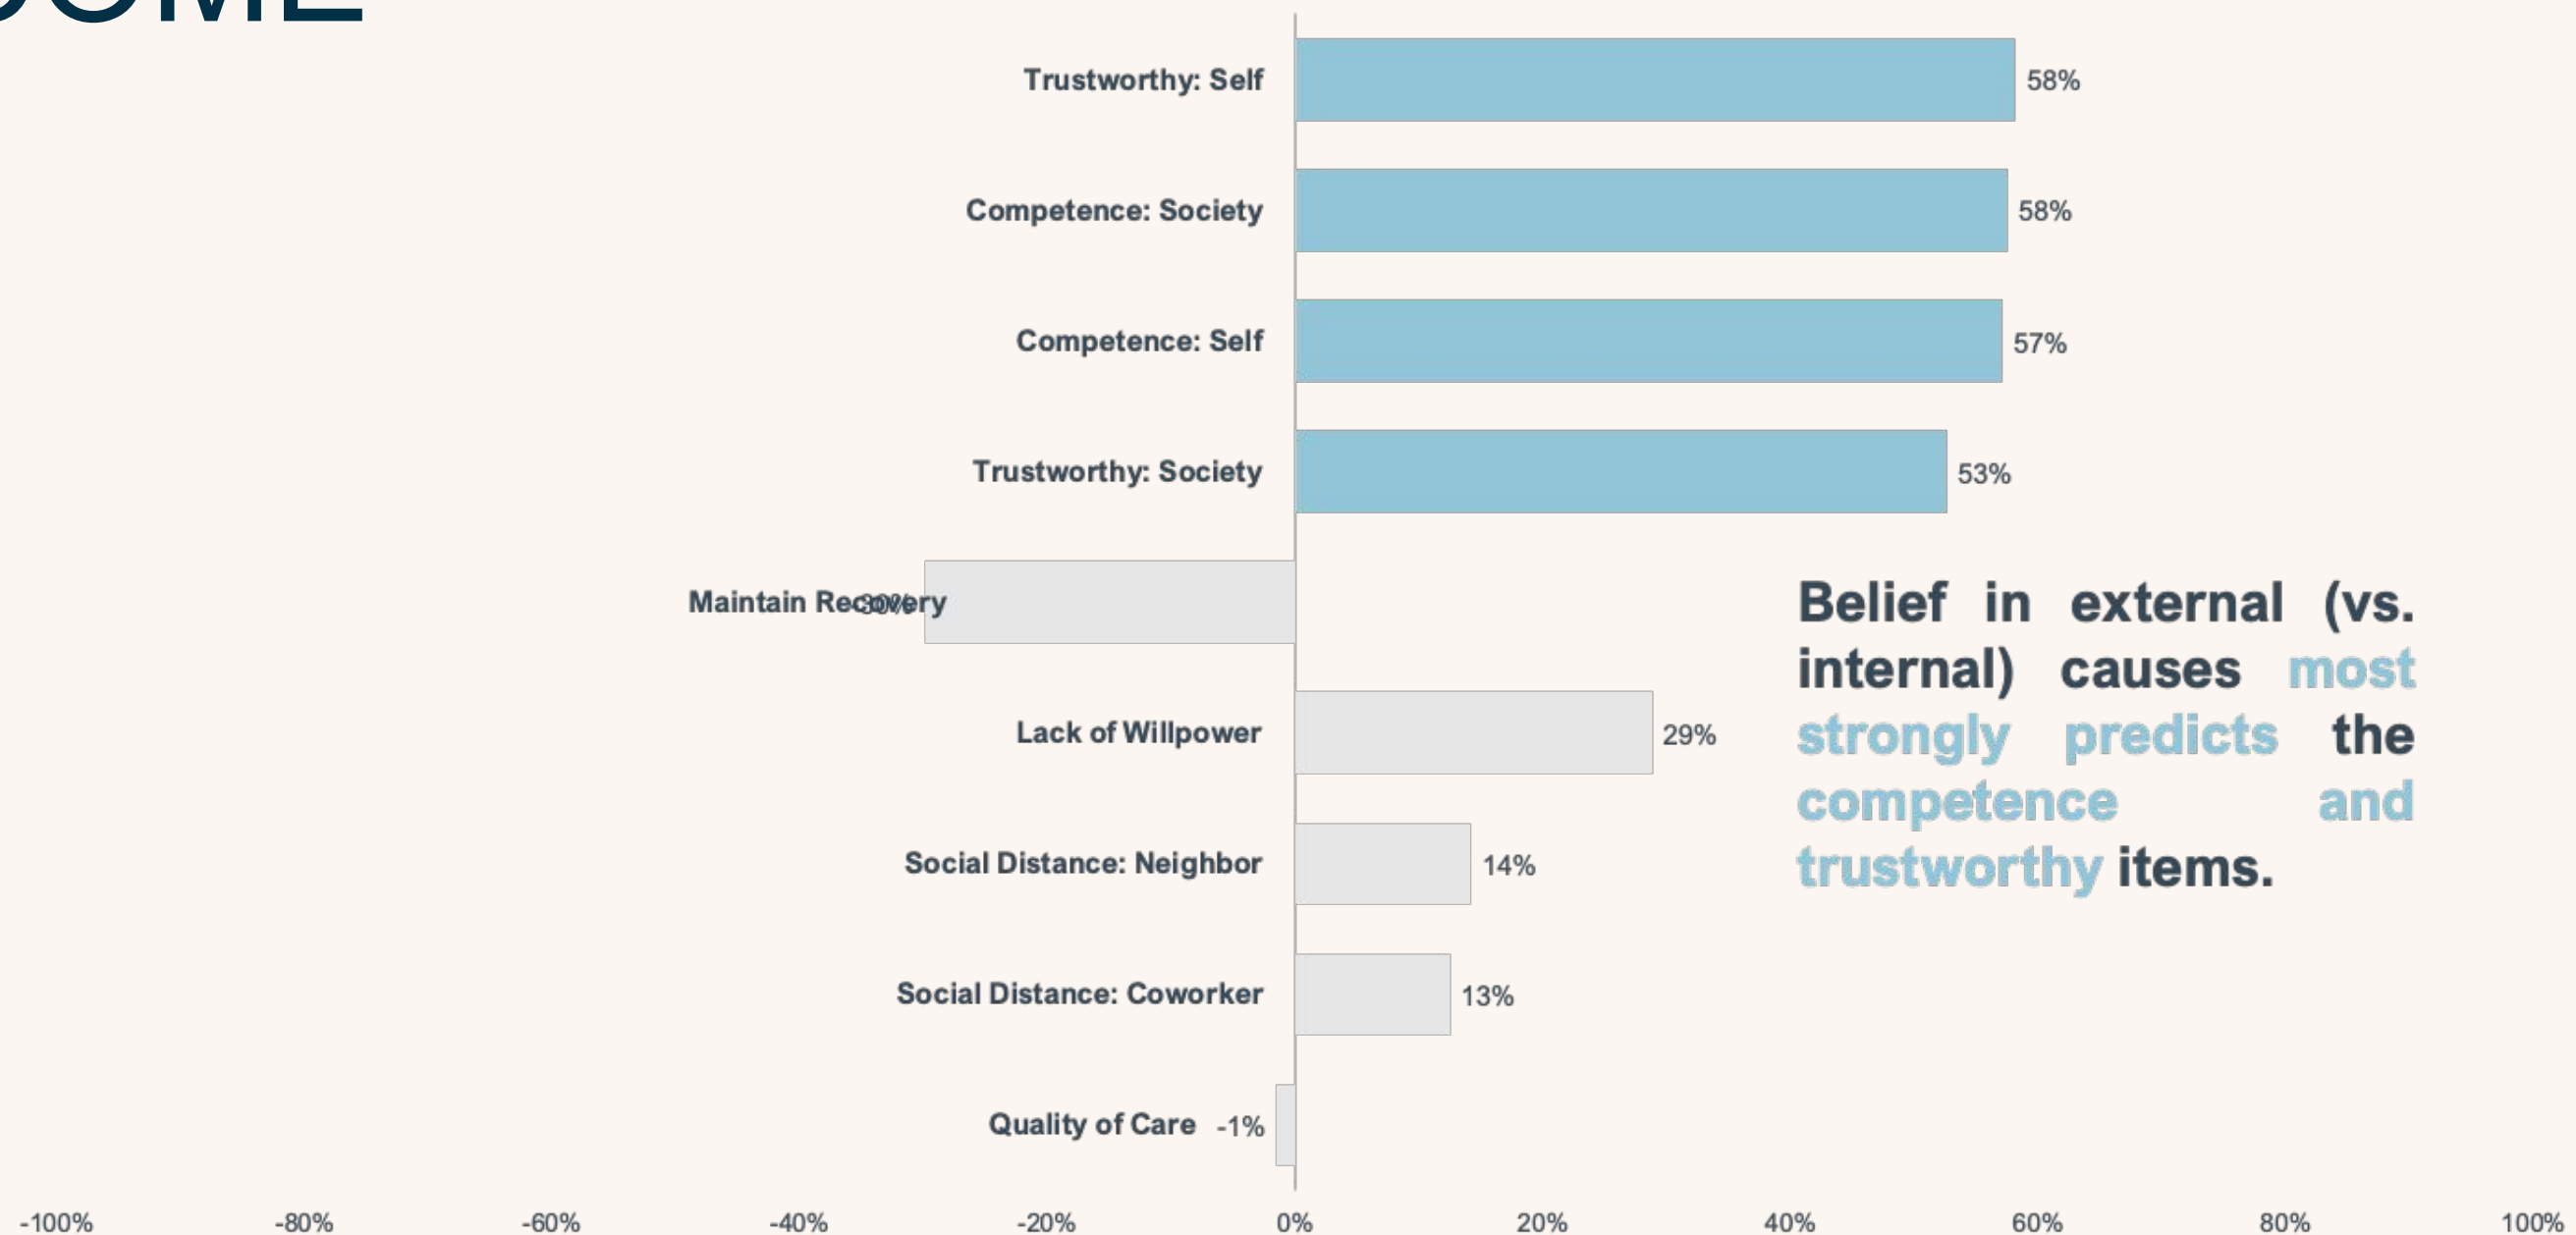 OME
Trustworthy: Self 58%
Competence: Society 58%
Competence: Self 57%
Trustworthy: Society 53%
Maintain Recovery -30%
Lack of Willpower 29%
Social Distance: Neighbor 14%
Social Distance: Coworker 13%
Quality of Care -1%
Belief in external (vs.
internal) causes most
strongly predicts the
competence and
trustworthy items.
-100% -80% -60% -40% -20% 0% 20% 40% 60% 80% 100%